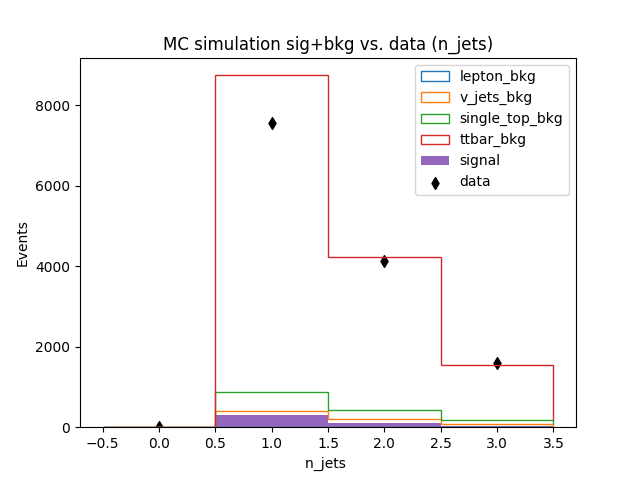 MC simulation sig+bkg vs. data (n_jets)
lepton_bkg
v_jets_bkg
single_top_bkg
ttbar_bkg
signal
data
Events
8000
6000
4000
2000
0
−0.5 0.0 0.5 1.0 1.5 2.0 2.5 3.0 3.5
n_jets